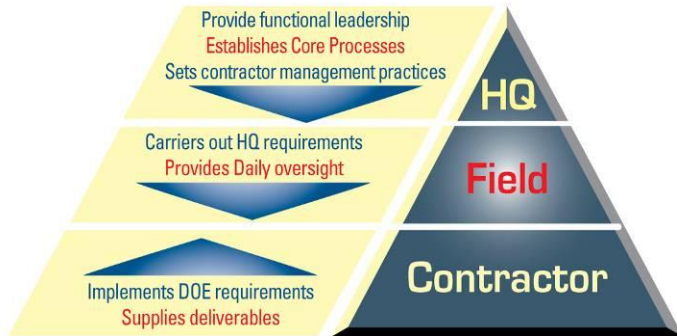 Provide functional leadership
Establishes Core Processes
Sets contractor management practices
HQ
Carriers out HQ requirements
Provides Daily oversight
Field
Implements DOE requirements
Supplies deliverables
Contractor